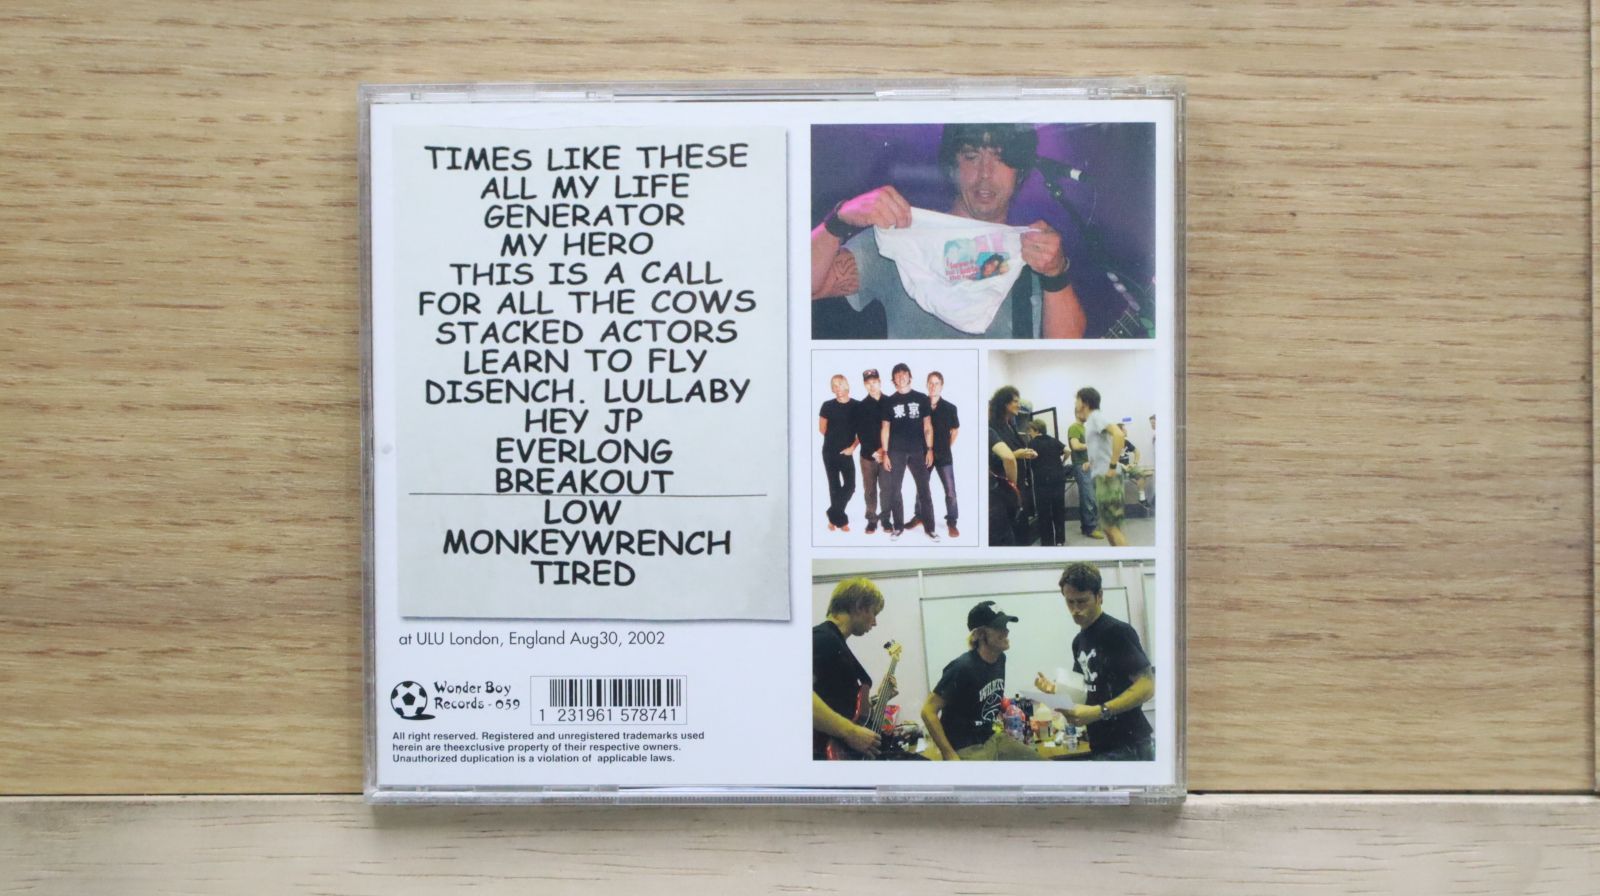 TIMES LIKE THESE
ALL MY LIFE
GENERATOR
MY HERO
THIS IS A CALL
FOR ALL THE COWS
STACKED ACTORS
LEARN TO FLY
DISENCH. LULLABY
HEY JP
EVERLONG
BREAKOUT
LOW
MONKEYWRENCH
TIRED
at ULU London, England Aug30, 2002
Wonder Boy
Records - 059
1 231961 578741
All right reserved. Registered and unregistered trademarks used
herein are theexclusive property of their respective owners.
Unauthorized duplication is a violation of applicable laws.
東京